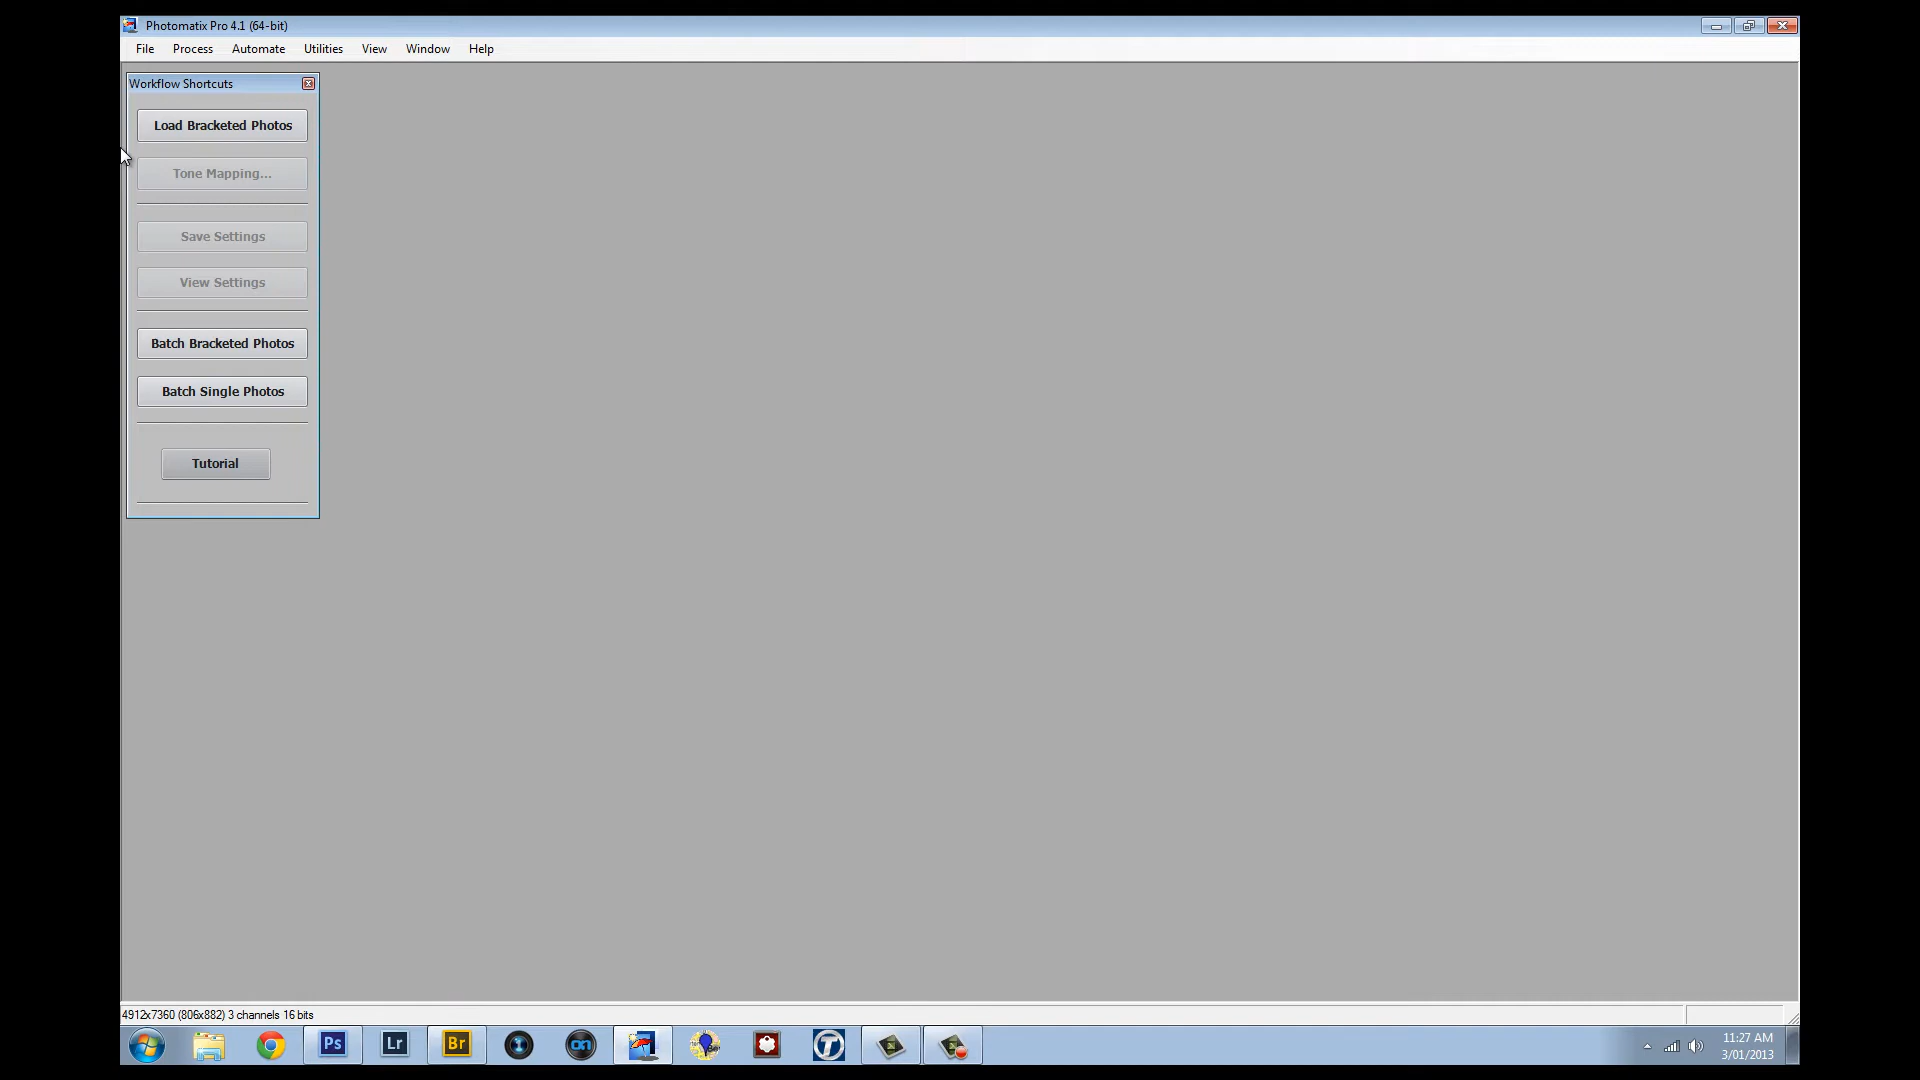 Photomatix Pro 4.1 (64-bit)
File Process Automate Utilities View Window Help
Workflow Shortcuts
Load Bracketed Photos
Tone Mapping...
Save Settings
View Settings
Batch Bracketed Photos
Batch Single Photos
Tutorial
4912x7360 (806x882) 3 channels 16 bits
Ps Lr Br on T
11:27 AM
3/01/2013